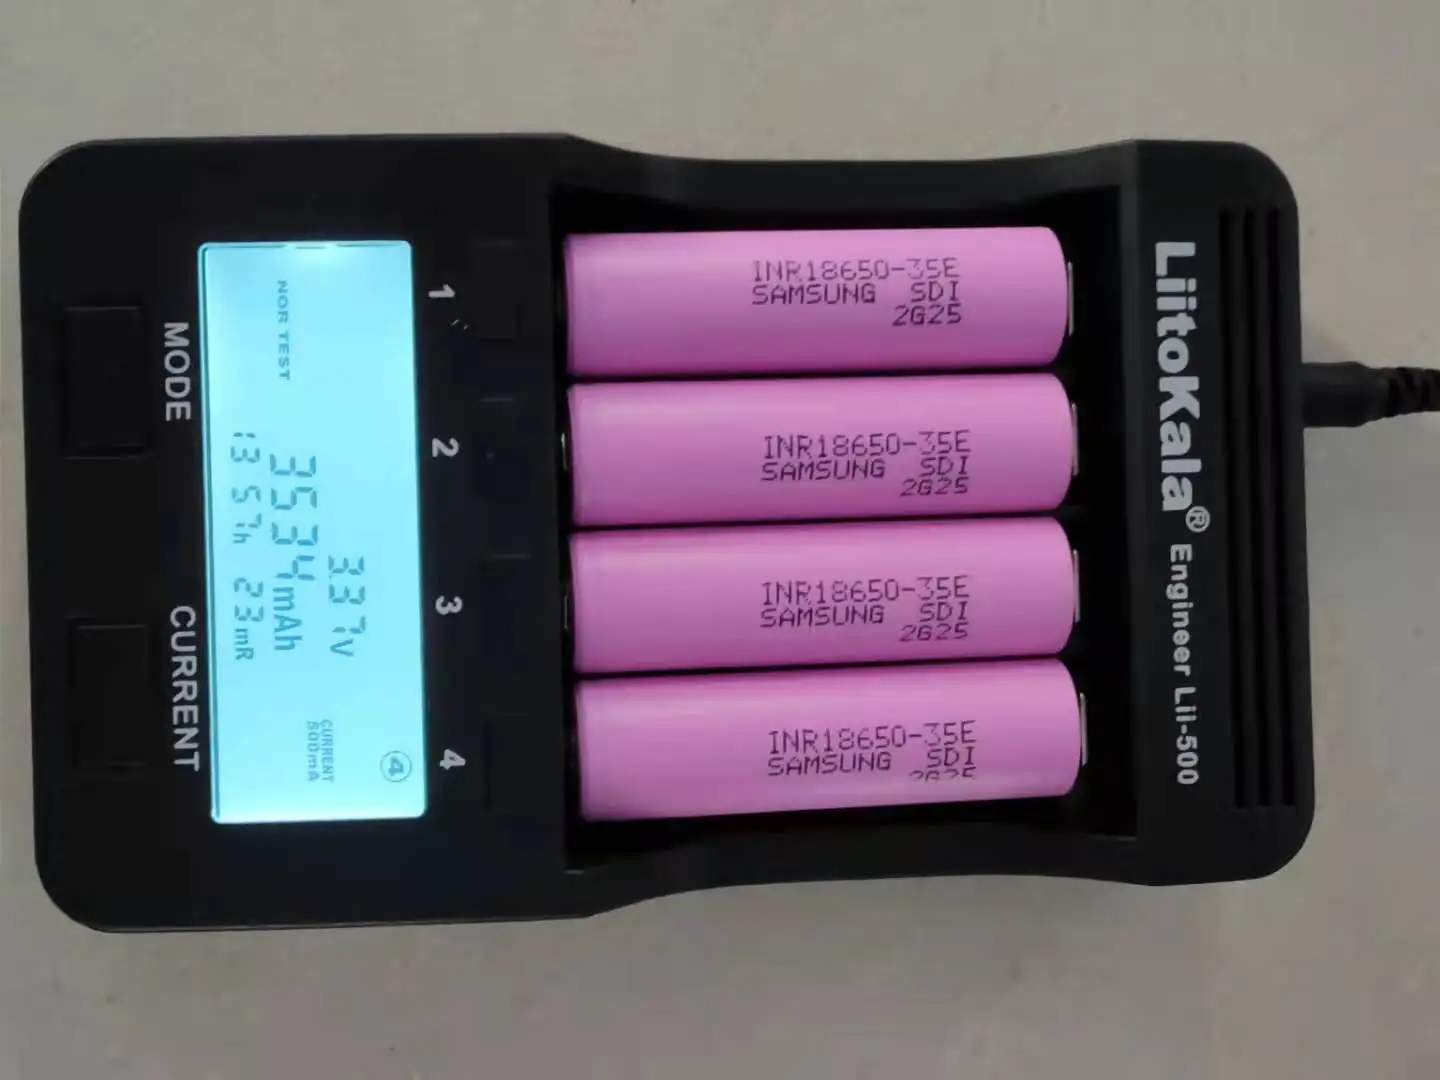 LiitoKala® Engineer Lii-500
INR18650-35E
SAMSUNG SDI
2G25
INR18650-35E
SAMSUNG SDI
2G25
INR18650-35E
SAMSUNG SDI
2G25
INR18650-35E
SAMSUNG SDI
2G25
1 2 3 4
④
3.37V
CURRENT
500mA
NOR TEST
3534mAh
13 57h 23mR
MODE CURRENT